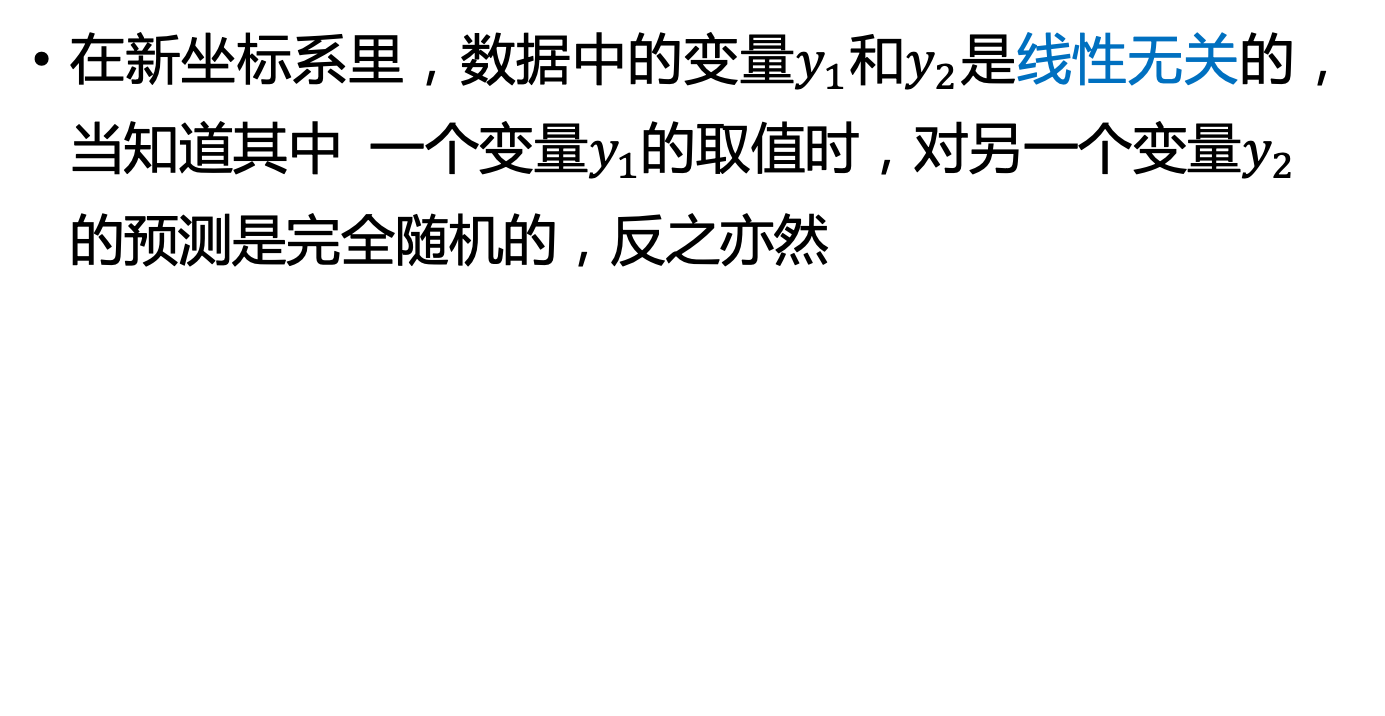 • 在新坐标系里，数据中的变量y₁和y₂是线性无关的，
当知道其中 一个变量y₁的取值时，对另一个变量y₂
的预测是完全随机的，反之亦然